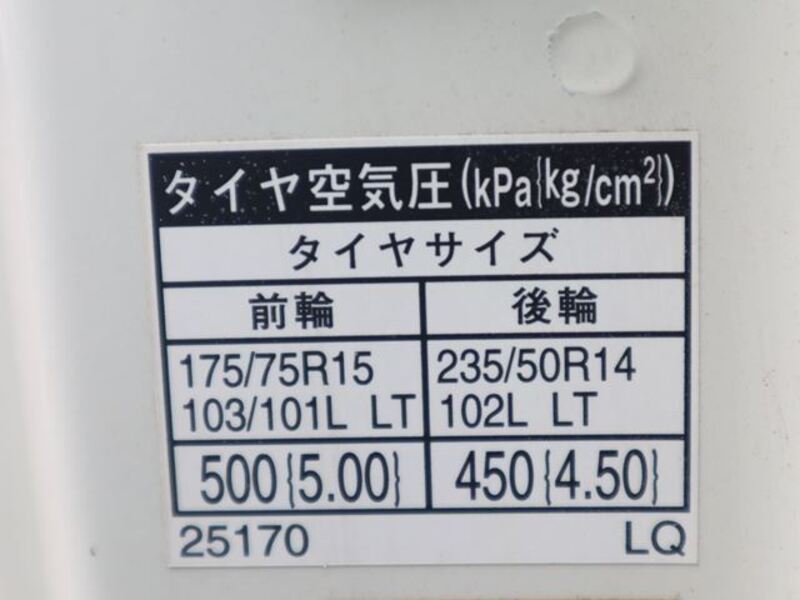 タイヤ空気圧(kPa{kg/cm²})
タイヤサイズ
前輪 後輪
175/75R15 235/50R14
103/101L LT 102L LT
500{5.00} 450{4.50}
25170 LQ